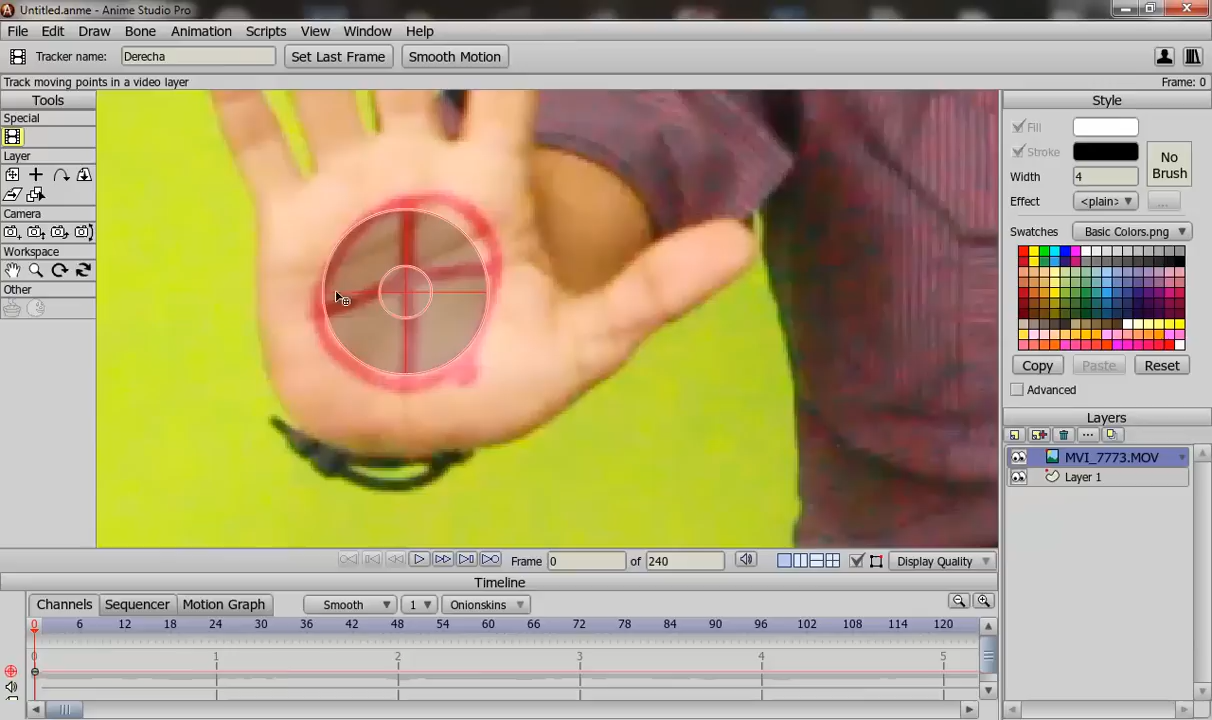 Untitled.anme - Anime Studio Pro
File Edit Draw Bone Animation Scripts View Window Help
Tracker name: Derecha Set Last Frame Smooth Motion
Track moving points in a video layer Frame: 0
Tools
Special
Layer
Camera
Workspace
Other
Style
Fill
Stroke
No Brush
Width 4
Effect <plain> ...
Swatches Basic Colors.png
Copy Paste Reset
Advanced
Layers
MVI_7773.MOV
Layer 1
Frame 0 of 240 Display Quality
Timeline
Channels Sequencer Motion Graph Smooth 1 Onionskins
0 6 12 18 24 30 36 42 48 54 60 66 72 78 84 90 96 102 108 114 120
0 1 2 3 4 5